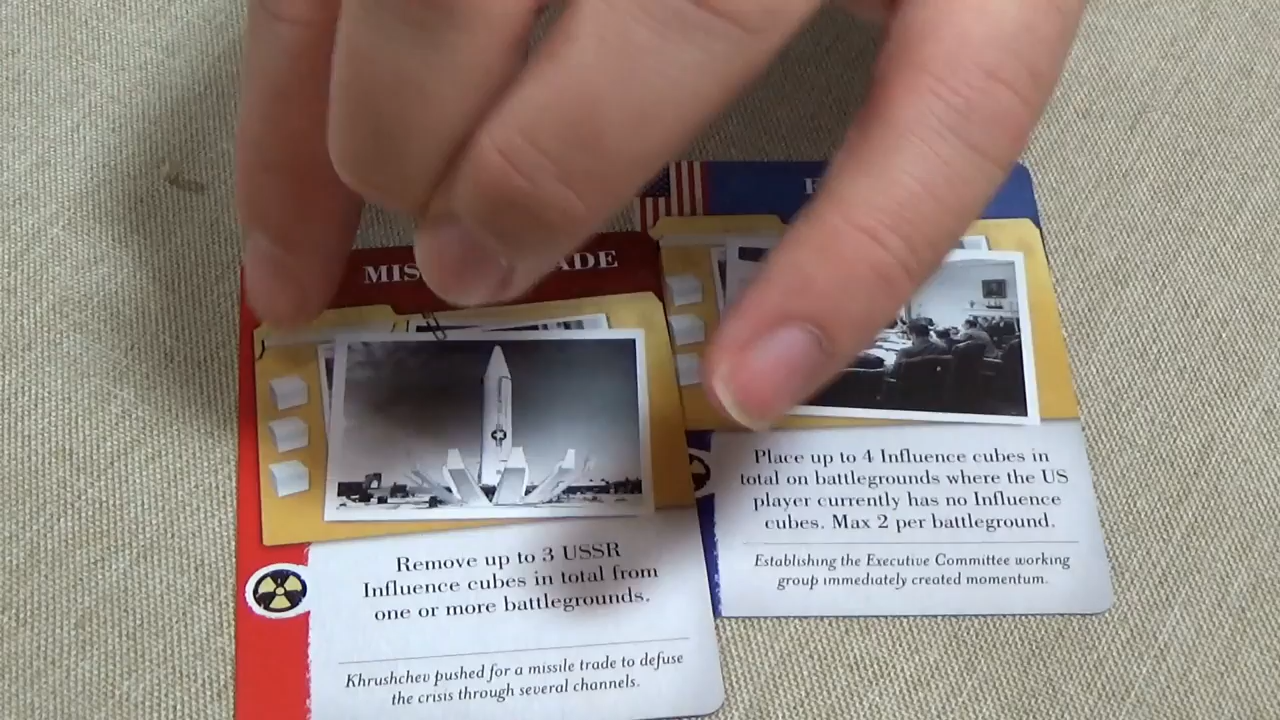 Remove up to 3 USSR
Influence cubes in total from
one or more battlegrounds.
Khrushchev pushed for a missile trade to defuse
the crisis through several channels.
Place up to 4 Influence cubes in
total on battlegrounds where the US
player currently has no Influence
cubes. Max 2 per battleground.
Establishing the Executive Committee working
group immediately created momentum.